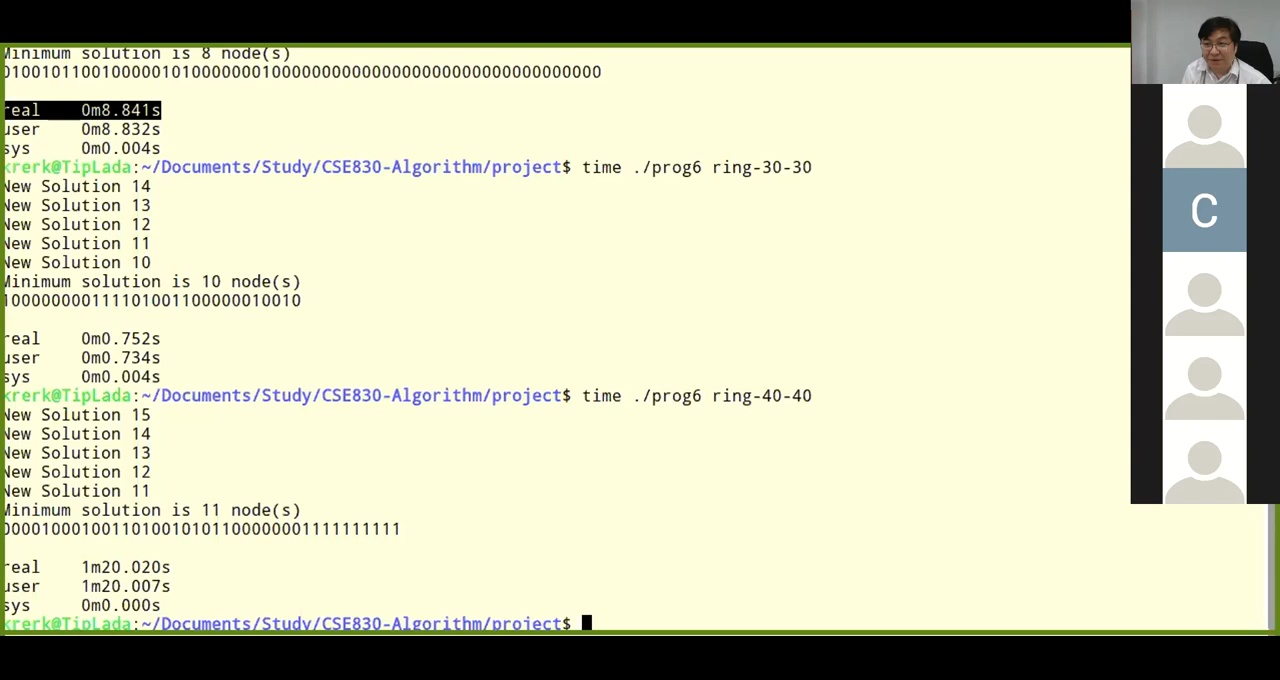 Minimum solution is 8 node(s)
real 0m8.841s
user 0m8.832s
sys 0m0.004s
krerk@TipLada:~/Documents/Study/CSE830-Algorithm/project$ time ./prog6 ring-30-30
New Solution 14
New Solution 13
New Solution 12
New Solution 11
New Solution 10
Minimum solution is 10 node(s)
100000000111101001100000010010
real 0m0.752s
user 0m0.734s
sys 0m0.004s
krerk@TipLada:~/Documents/Study/CSE830-Algorithm/project$ time ./prog6 ring-40-40
New Solution 15
New Solution 14
New Solution 13
New Solution 12
New Solution 11
Minimum solution is 11 node(s)
0000100010011010010101100000001111111111
real 1m20.020s
user 1m20.007s
sys 0m0.000s
krerk@TipLada:~/Documents/Study/CSE830-Algorithm/project$
C